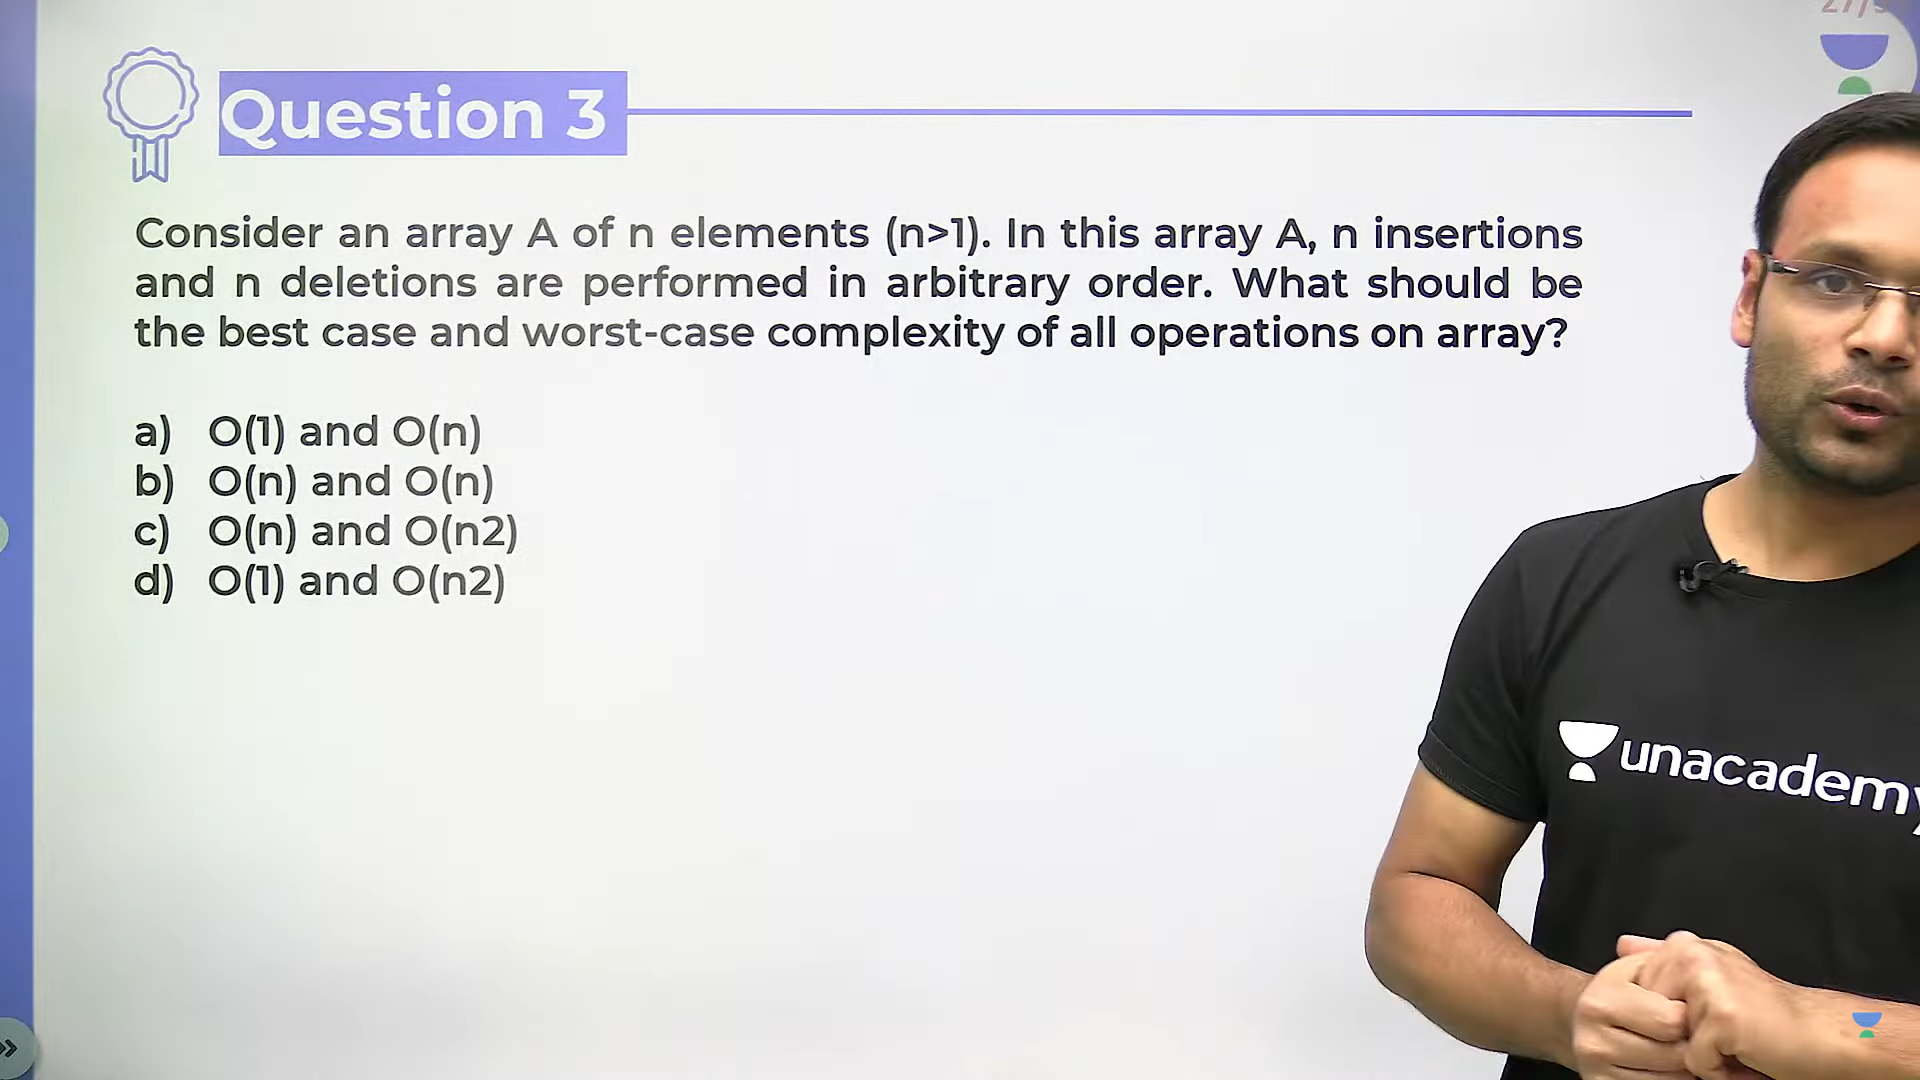 Question 3
Consider an array A of n elements (n>1). In this array A, n insertions
and n deletions are performed in arbitrary order. What should be
the best case and worst-case complexity of all operations on array?
a) O(1) and O(n)
b) O(n) and O(n)
c) O(n) and O(n2)
d) O(1) and O(n2)
unacademy